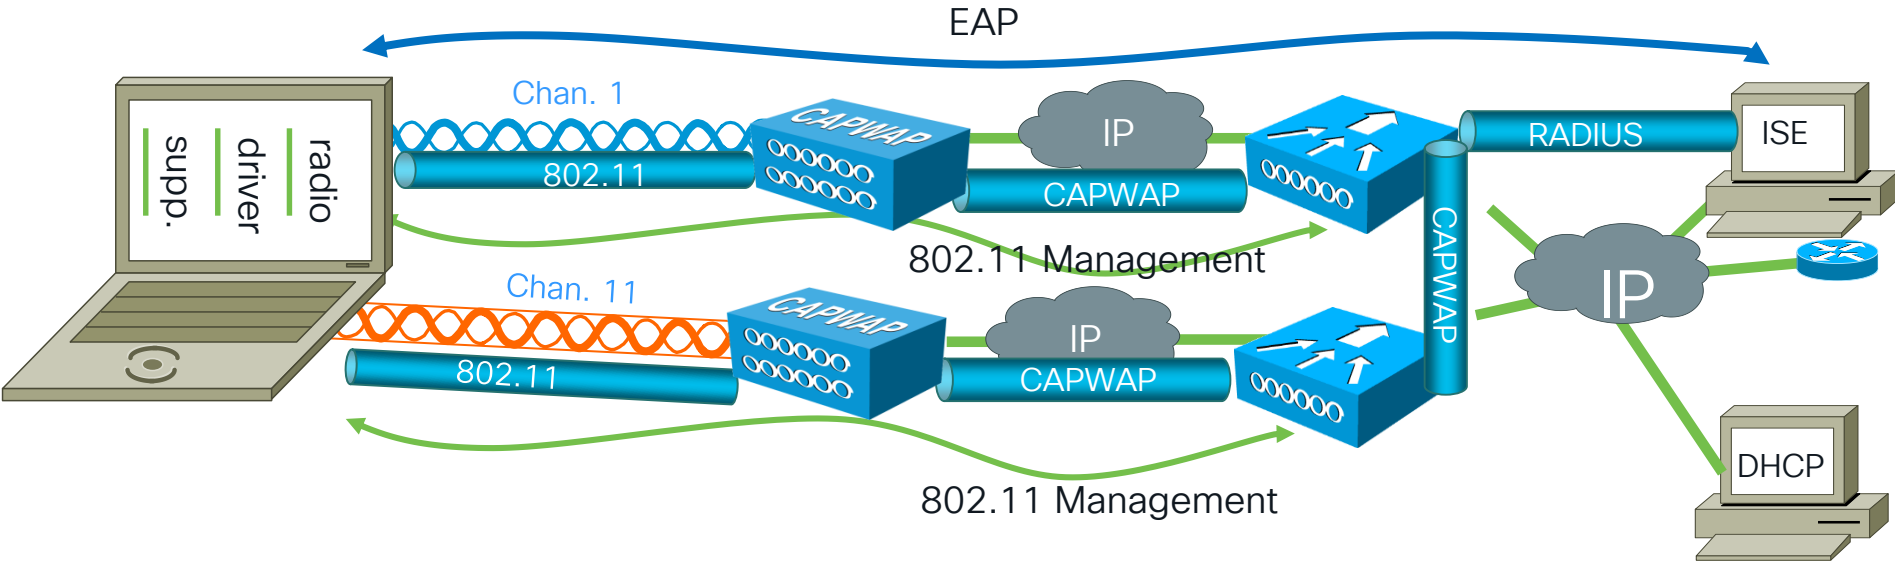 EAP
Chan. 1
802.11
CAPWAP
IP
CAPWAP
RADIUS
ISE
radio
driver
supp.
802.11 Management
CAPWAP
IP
Chan. 11
802.11
CAPWAP
IP
CAPWAP
802.11 Management
DHCP